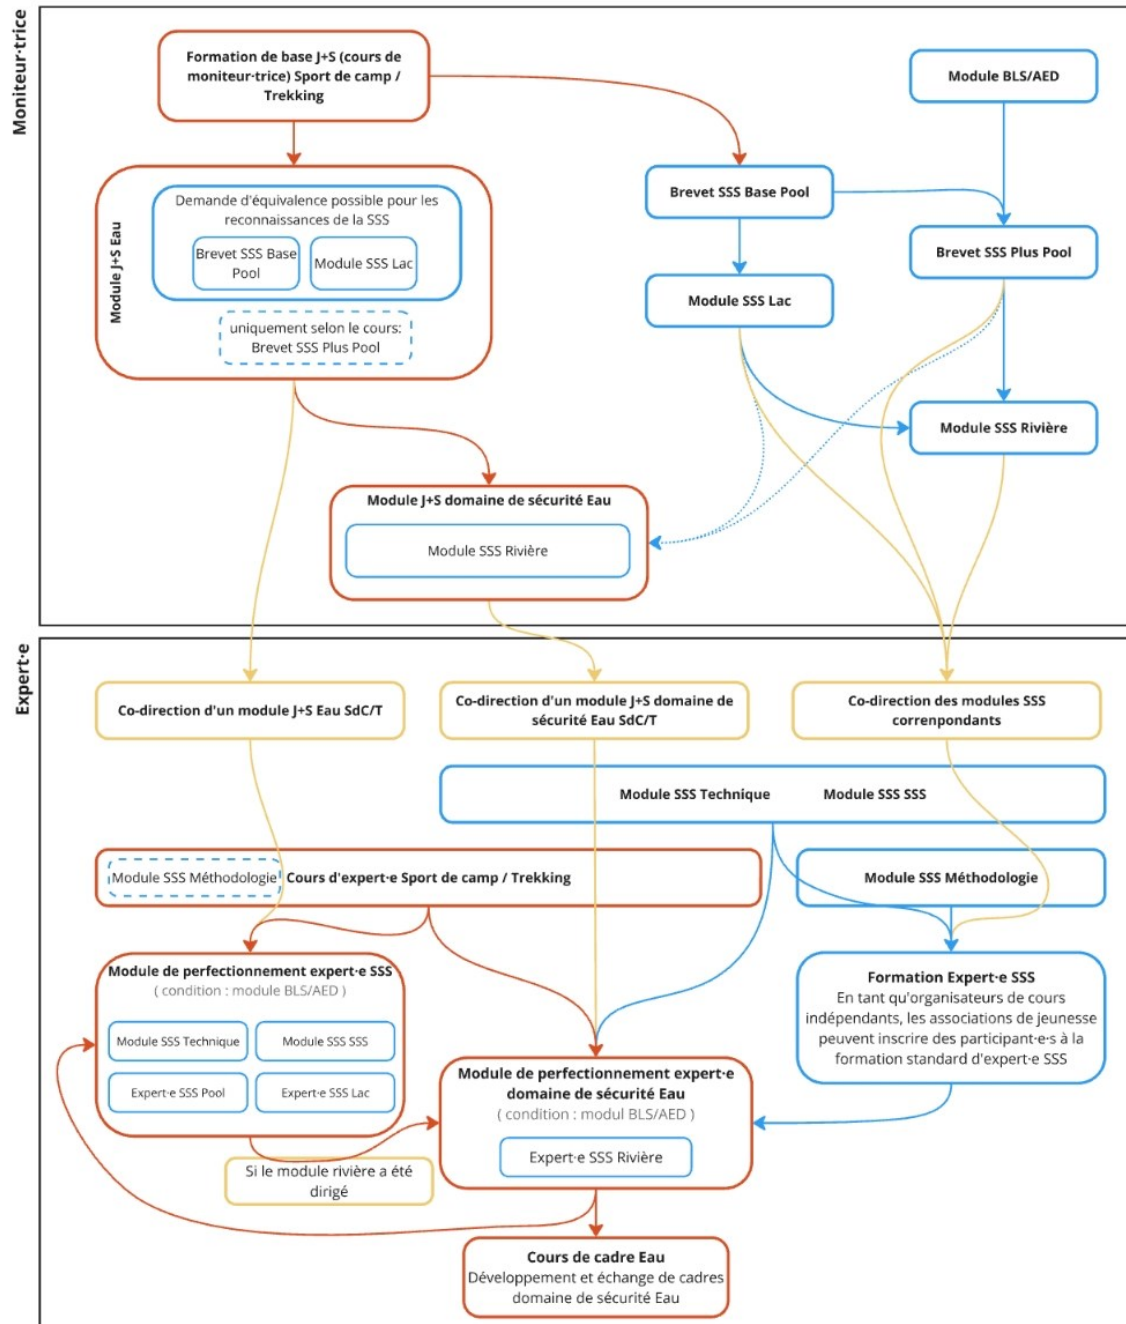 Moniteur·trice
Formation de base J+S (cours de
moniteur·trice) Sport de camp /
Trekking
Module BLS/AED
Module J+S Eau
Demande d'équivalence possible pour les
reconnaissances de la SSS
Brevet SSS Base
Pool
Module SSS Lac
uniquement selon le cours:
Brevet SSS Plus Pool
Brevet SSS Base Pool
Brevet SSS Plus Pool
Module SSS Lac
Module SSS Rivière
Module J+S domaine de sécurité Eau
Module SSS Rivière
Expert·e
Co-direction d'un module J+S Eau SdC/T
Co-direction d'un module J+S domaine de
sécurité Eau SdC/T
Co-direction des modules SSS
correnpondants
Module SSS Technique
Module SSS SSS
Module SSS Méthodologie
Cours d'expert·e Sport de camp / Trekking
Module SSS Méthodologie
Module de perfectionnement expert·e SSS
( condition : module BLS/AED )
Module SSS Technique
Module SSS SSS
Expert·e SSS Pool
Expert·e SSS Lac
Formation Expert·e SSS
En tant qu'organisateurs de cours
indépendants, les associations de jeunesse
peuvent inscrire des participant·e·s à la
formation standard d'expert·e SSS
Module de perfectionnement expert·e
domaine de sécurité Eau
( condition : modul BLS/AED )
Expert·e SSS Rivière
Si le module rivière a été
dirigé
Cours de cadre Eau
Développement et échange de cadres
domaine de sécurité Eau